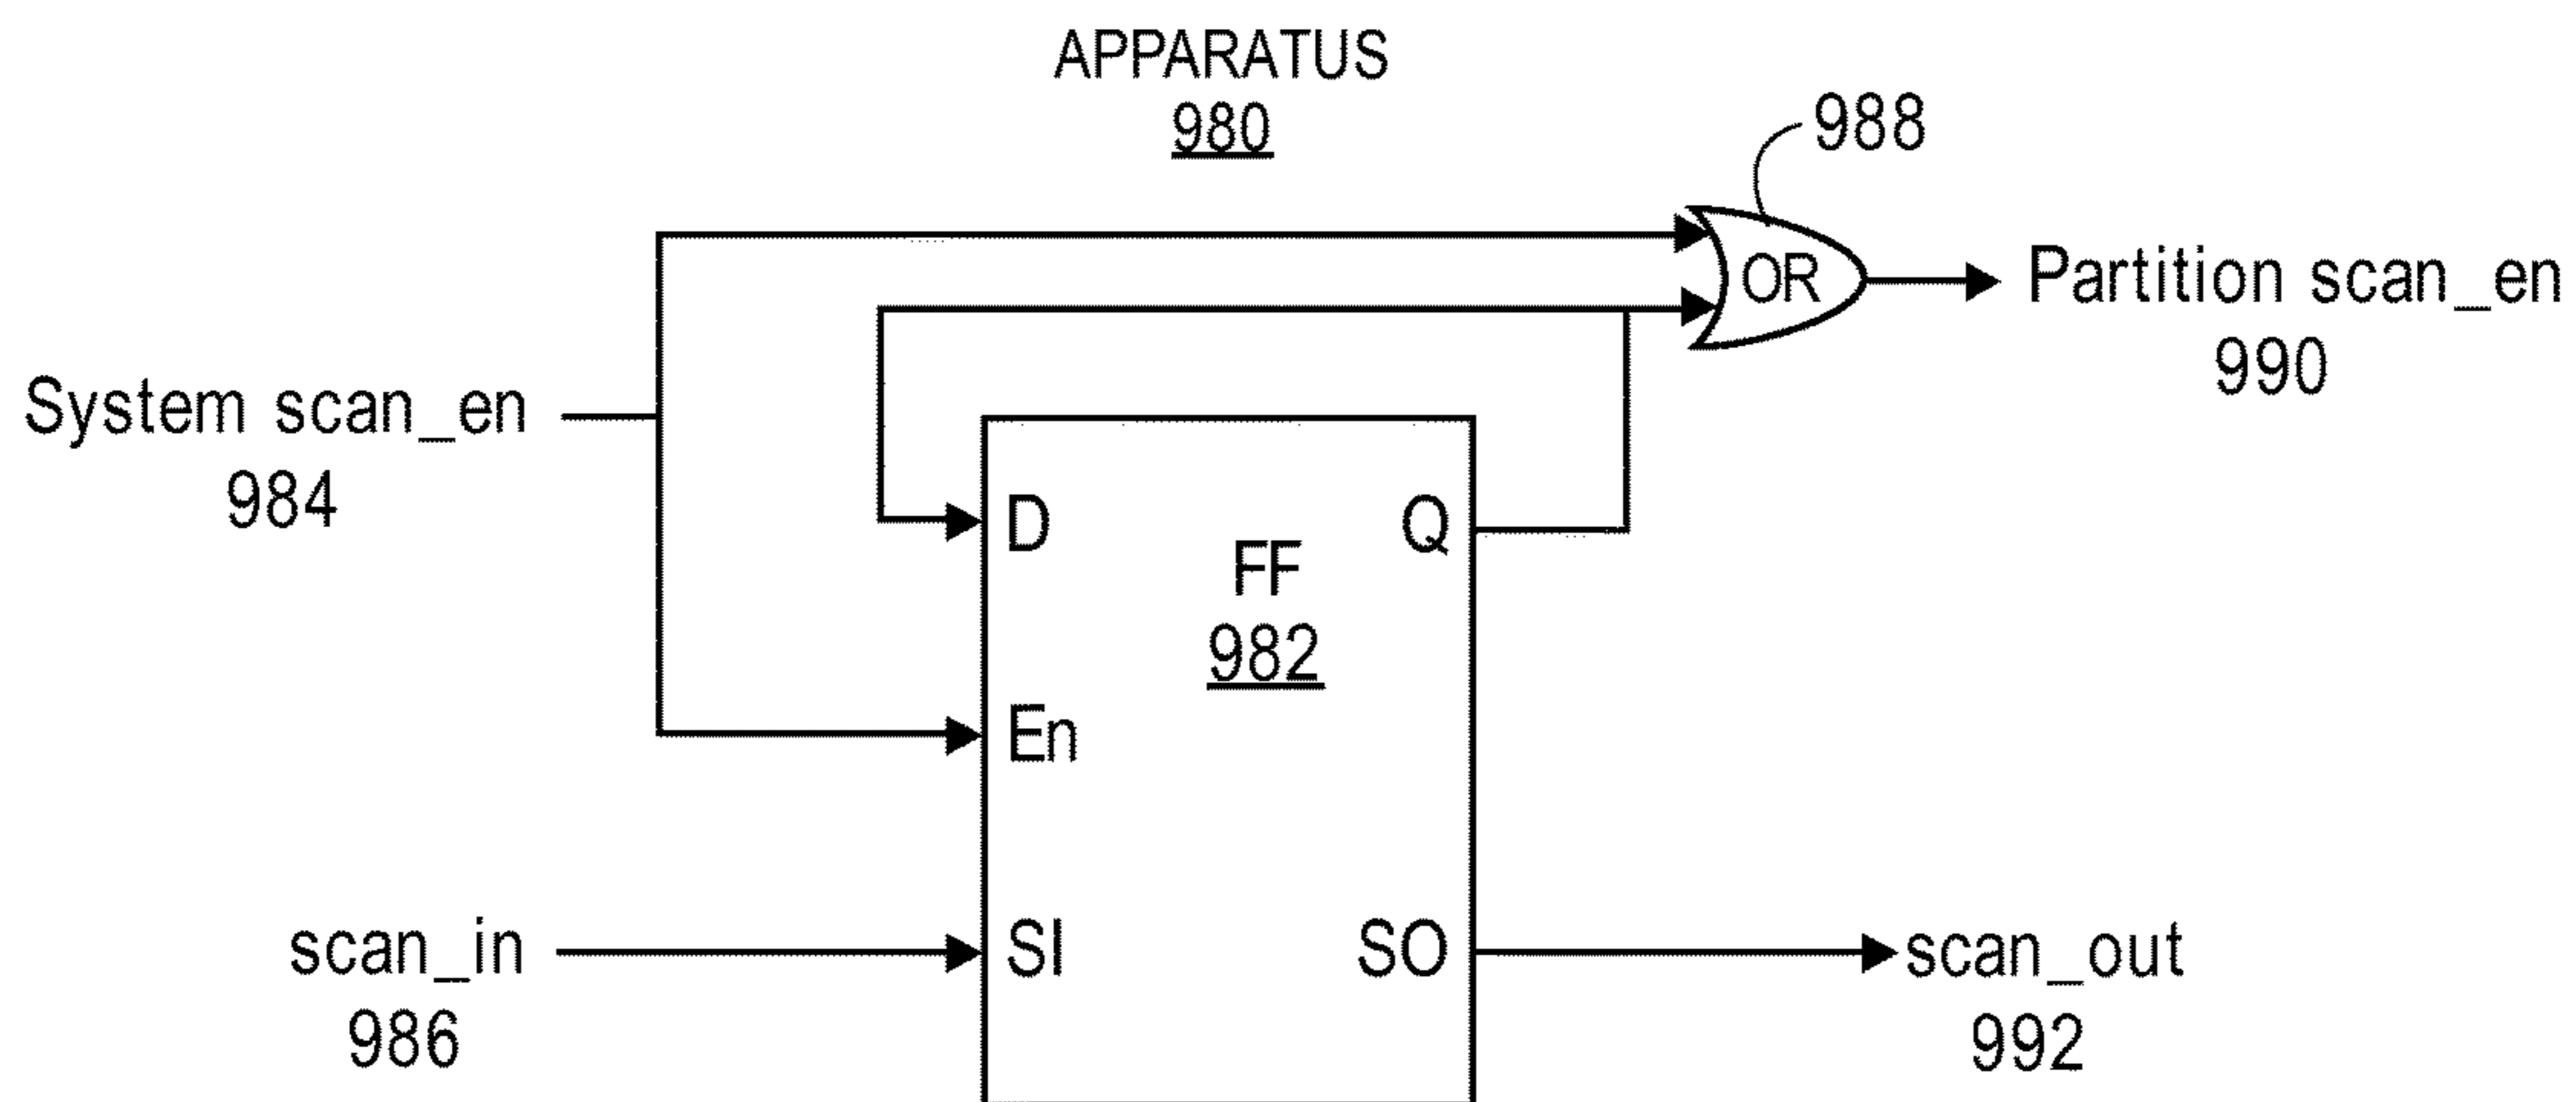 APPARATUS
980
988
OR
Partition scan_en
990
System scan_en
984
D
Q
FF
982
En
scan_in
986
SI
SO
scan_out
992